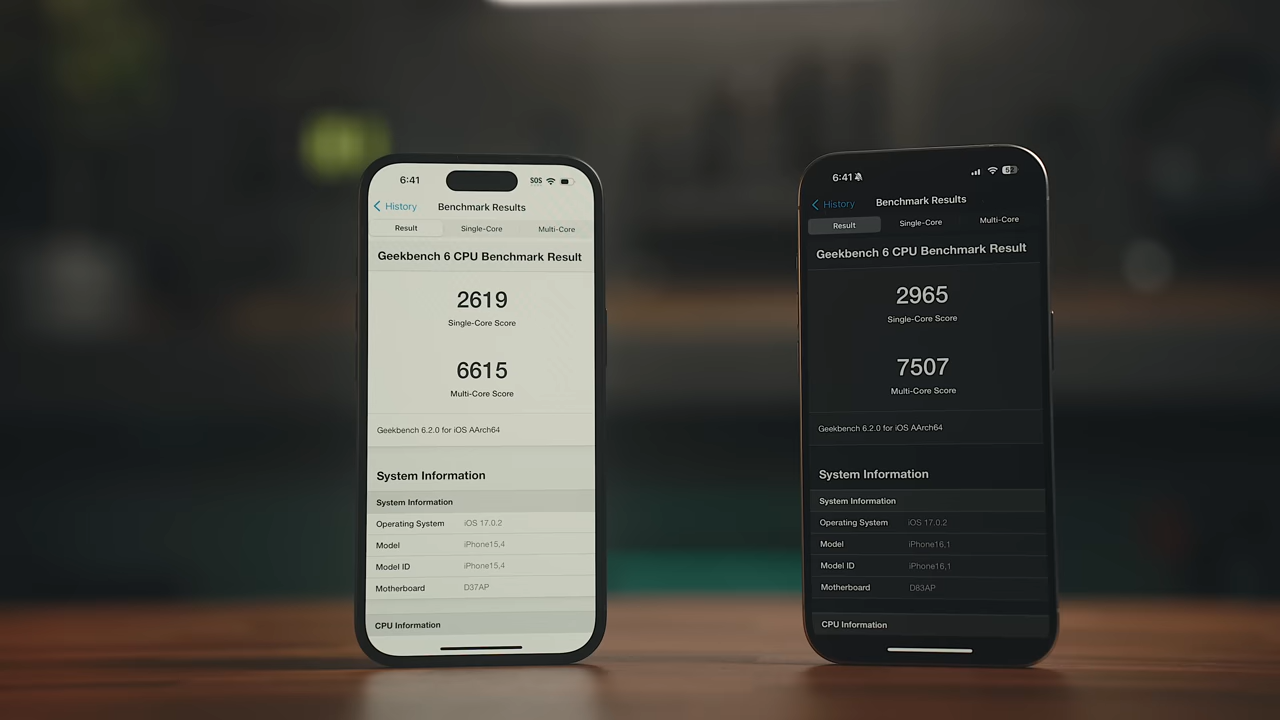 6:41
SOS
History
Benchmark Results
Result Single-Core Multi-Core
Geekbench 6 CPU Benchmark Result
2619
Single-Core Score
6615
Multi-Core Score
Geekbench 6.2.0 for iOS AArch64
System Information
System Information
Operating System iOS 17.0.2
Model iPhone15,4
Model ID iPhone15,4
Motherboard D37AP
CPU Information
6:41
History
Benchmark Results
Result Single-Core Multi-Core
Geekbench 6 CPU Benchmark Result
2965
Single-Core Score
7507
Multi-Core Score
Geekbench 6.2.0 for iOS AArch64
System Information
System Information
Operating System iOS 17.0.2
Model iPhone16,1
Model ID iPhone16,1
Motherboard D83AP
CPU Information